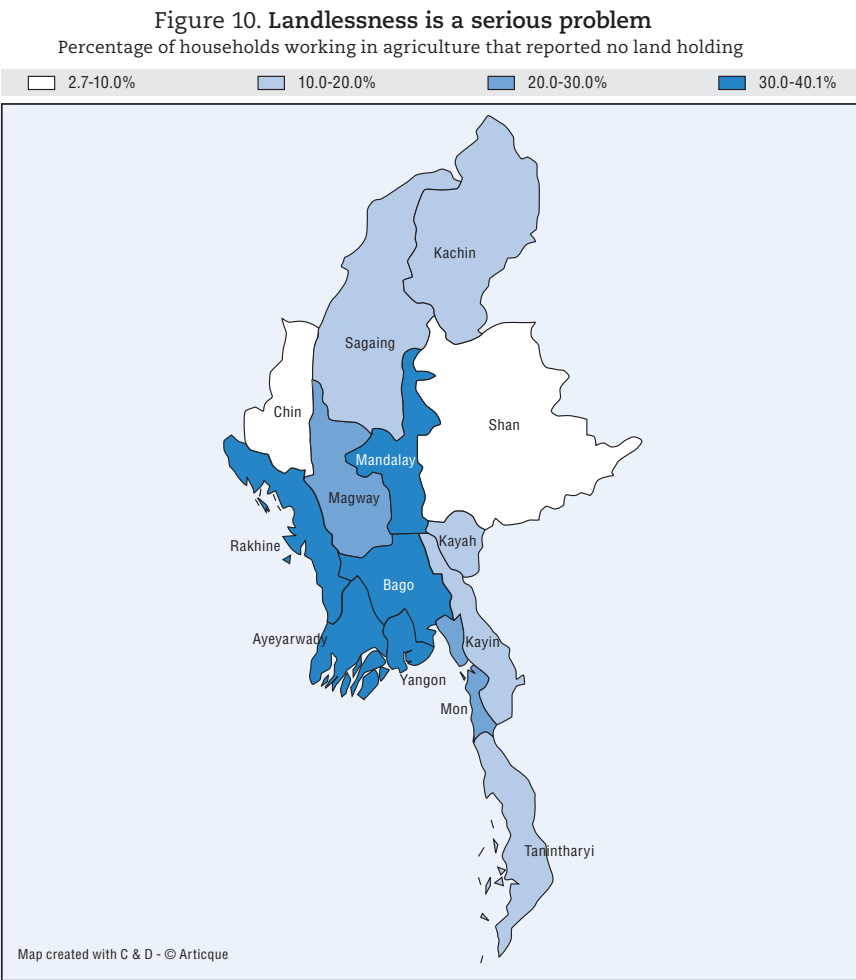 Figure 10. Landlessness is a serious problem
Percentage of households working in agriculture that reported no land holding
2.7-10.0% 10.0-20.0% 20.0-30.0% 30.0-40.1%
Kachin
Sagaing
Chin
Shan
Mandalay
Magway
Kayah
Rakhine
Bago
Ayeyarwady
Kayin
Yangon
Mon
Tanintharyi
Map created with C & D - © Articque